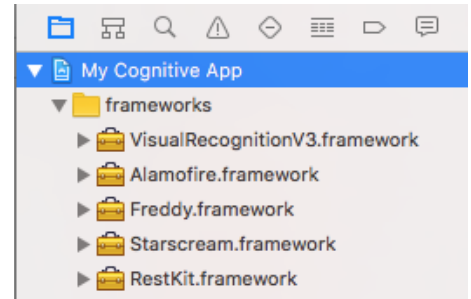 My Cognitive App
frameworks
VisualRecognitionV3.framework
Alamofire.framework
Freddy.framework
Starscream.framework
RestKit.framework